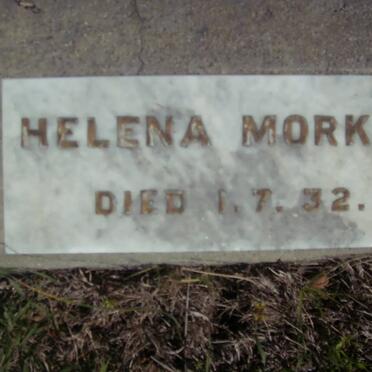 HELENA MORK
DIED 1.7.32.